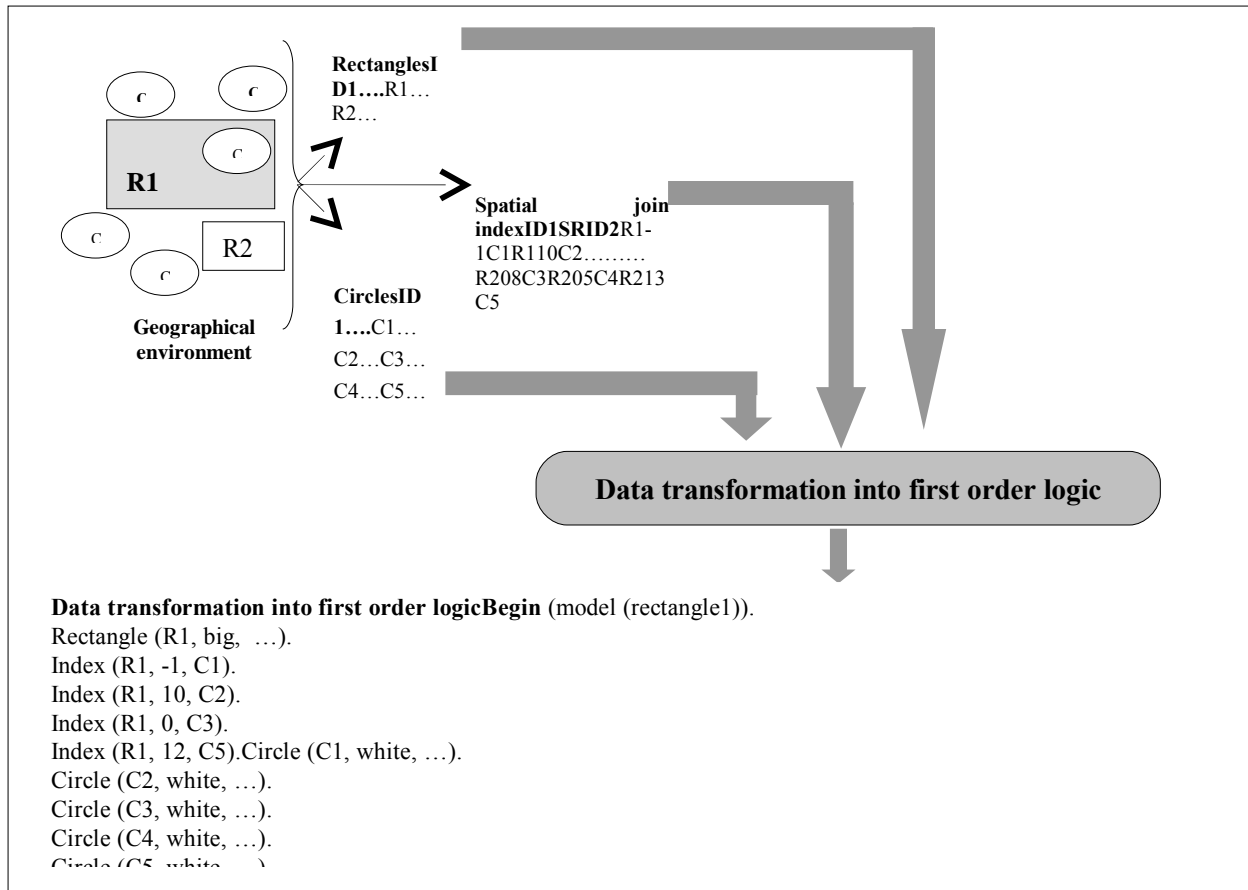 C
C
C
R1
C
R2
C
Geographical
environment
RectanglesI
D1….R1…
R2…
Spatial join
indexID1SRID2R1-
1C1R110C2………
R208C3R205C4R213
C5
CirclesID
1….C1…
C2…C3…
C4…C5…
Data transformation into first order logic
Data transformation into first order logicBegin (model (rectangle1)).
Rectangle (R1, big, …).
Index (R1, -1, C1).
Index (R1, 10, C2).
Index (R1, 0, C3).
Index (R1, 12, C5).Circle (C1, white, …).
Circle (C2, white, …).
Circle (C3, white, …).
Circle (C4, white, …).
Circle (C5, white, …)